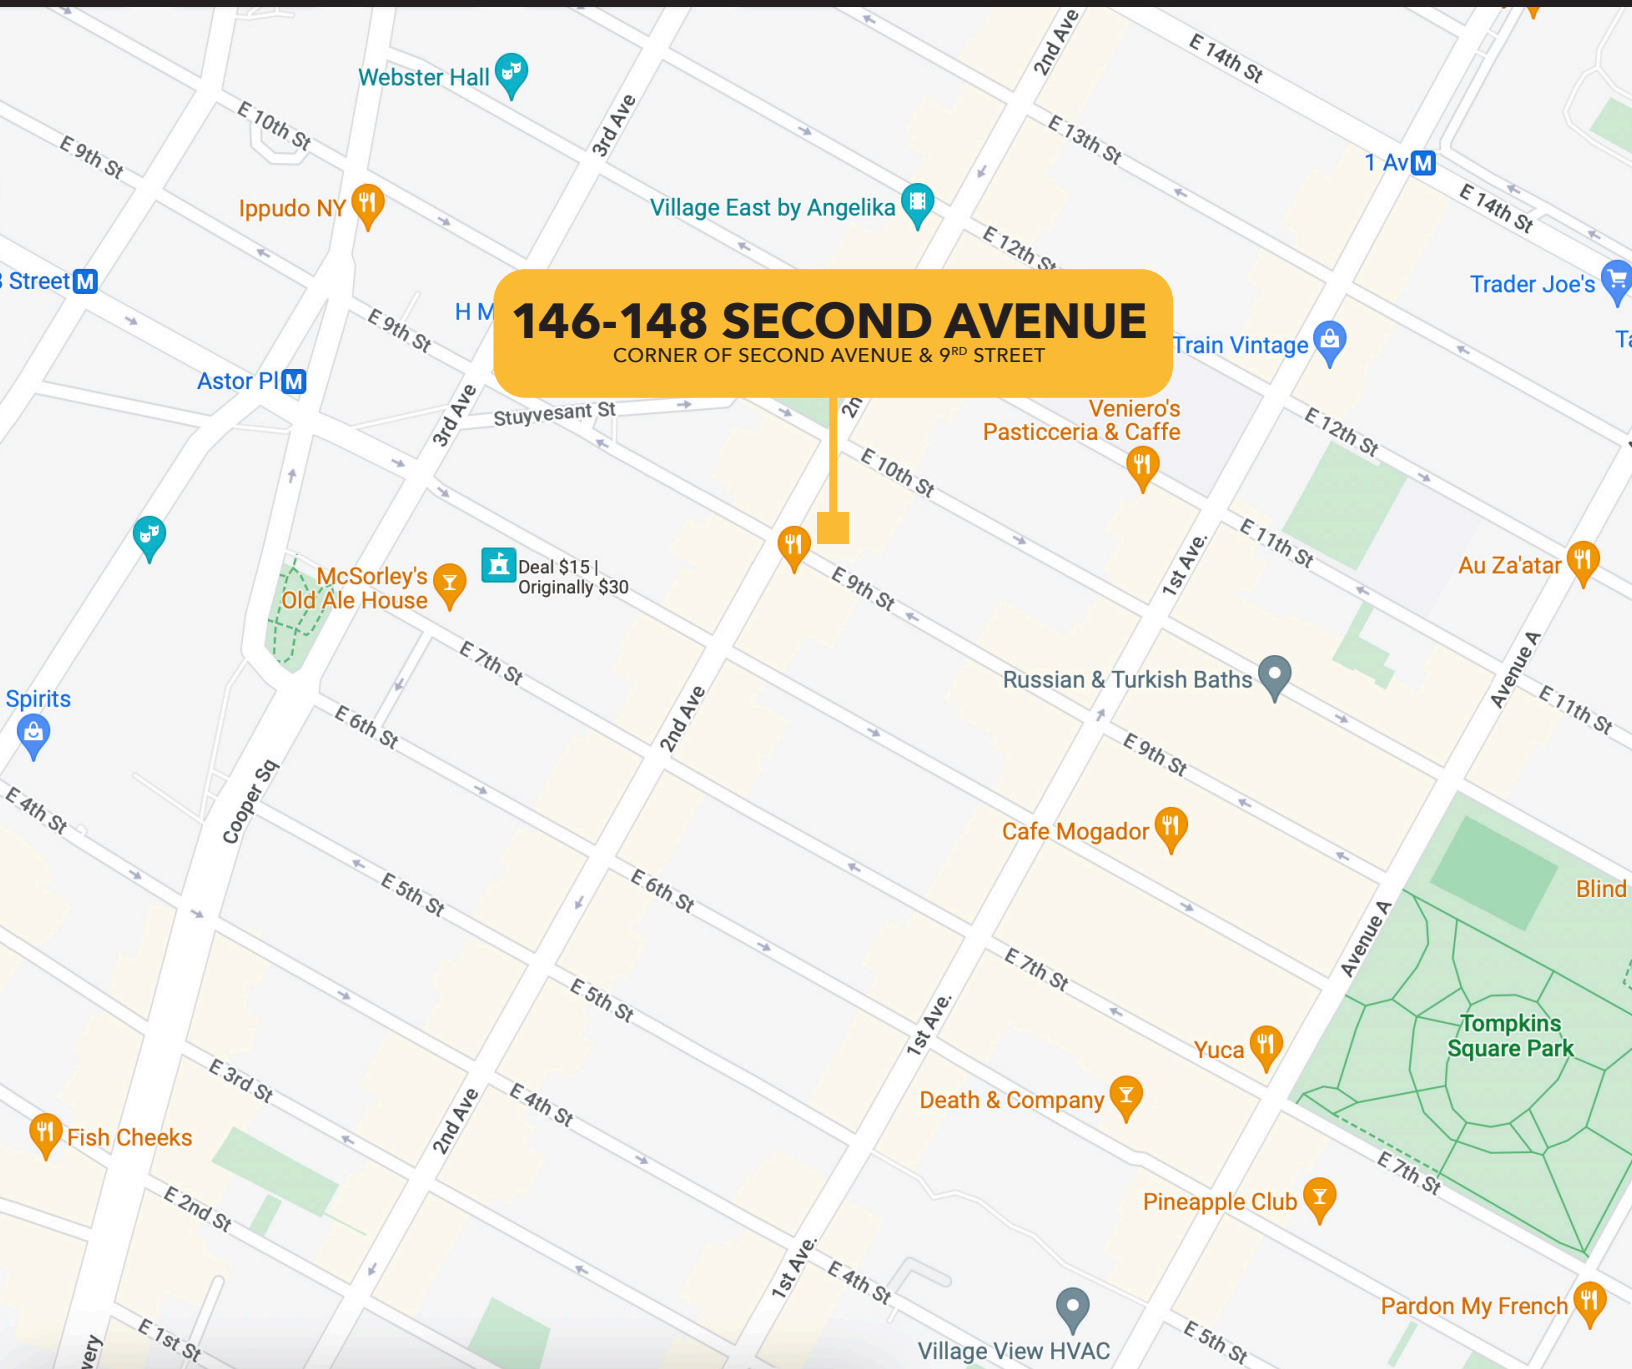 2nd Ave
E 14th St
Webster Hall
3rd Ave
E 10th St
E 13th St
E 9th St
1 Av M
E 14th St
Ippudo NY
Village East by Angelika
E 12th St
Street M
Trader Joe's
H M
146-148 SECOND AVENUE
CORNER OF SECOND AVENUE & 9RD STREET
E 9th St
Train Vintage
Astor Pl M
3rd Ave
Stuyvesant St
2n
Veniero's
Pasticceria & Caffe
E 12th St
E 10th St
E 11th St
1st Ave.
Au Za'atar
McSorley's
Old Ale House
Deal $15 |
Originally $30
E 9th St
E 7th St
Russian & Turkish Baths
Avenue A
E 11th St
Spirits
2nd Ave
E 6th St
E 9th St
E 4th St
Cooper Sq
Cafe Mogador
E 5th St
E 6th St
Blind
Avenue A
E 7th St
E 5th St
1st Ave.
Tompkins
Square Park
Yuca
E 3rd St
2nd Ave
E 4th St
Death & Company
Fish Cheeks
E 7th St
E 2nd St
Pineapple Club
1st Ave.
E 4th St
Pardon My French
E 1st St
very
Village View HVAC
E 5th St